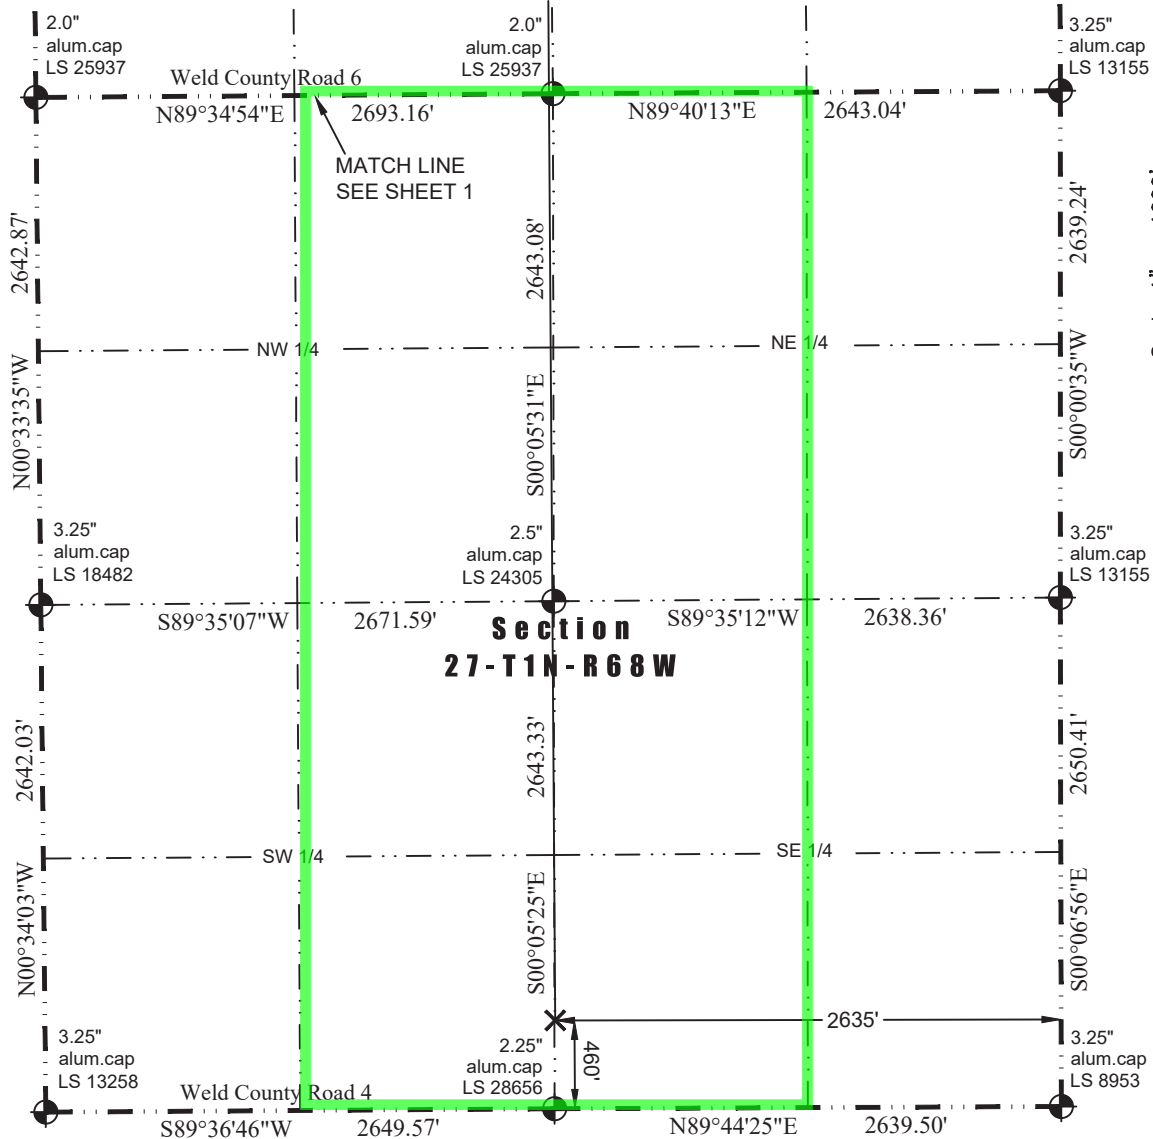 2.0"
alum.cap
LS 25937
2.0"
alum.cap
LS 25937
3.25"
alum.cap
LS 13155
Weld County Road 6
N89°34'54"E
2693.16'
N89°40'13"E
2643.04'
MATCH LINE
SEE SHEET 1
2642.87'
2643.08'
2639.24'
NW 1/4
NE 1/4
N00°33'35"W
S00°05'31"E
S00°00'35"W
3.25"
alum.cap
LS 18482
2.5"
alum.cap
LS 24305
3.25"
alum.cap
LS 13155
S89°35'07"W
2671.59'
S89°35'12"W
2638.36'
Section
27-T1N-R68W
2642.03'
2643.33'
2650.41'
SW 1/4
SE 1/4
N00°34'03"W
S00°05'25"E
S00°06'56"E
2635'
460'
3.25"
alum.cap
LS 13258
2.25"
alum.cap
LS 28656
3.25"
alum.cap
LS 8953
Weld County Road 4
S89°36'46"W
2649.57'
N89°44'25"E
2639.50'